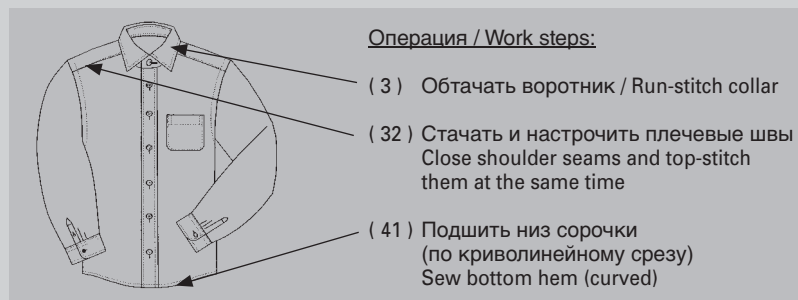 Операция / Work steps:
( 3 ) Обтачать воротник / Run-stitch collar
( 32 ) Стачать и настрочить плечевые швы
Close shoulder seams and top-stitch
them at the same time
( 41 ) Подшить низ сорочки
(по криволинейному срезу)
Sew bottom hem (curved)